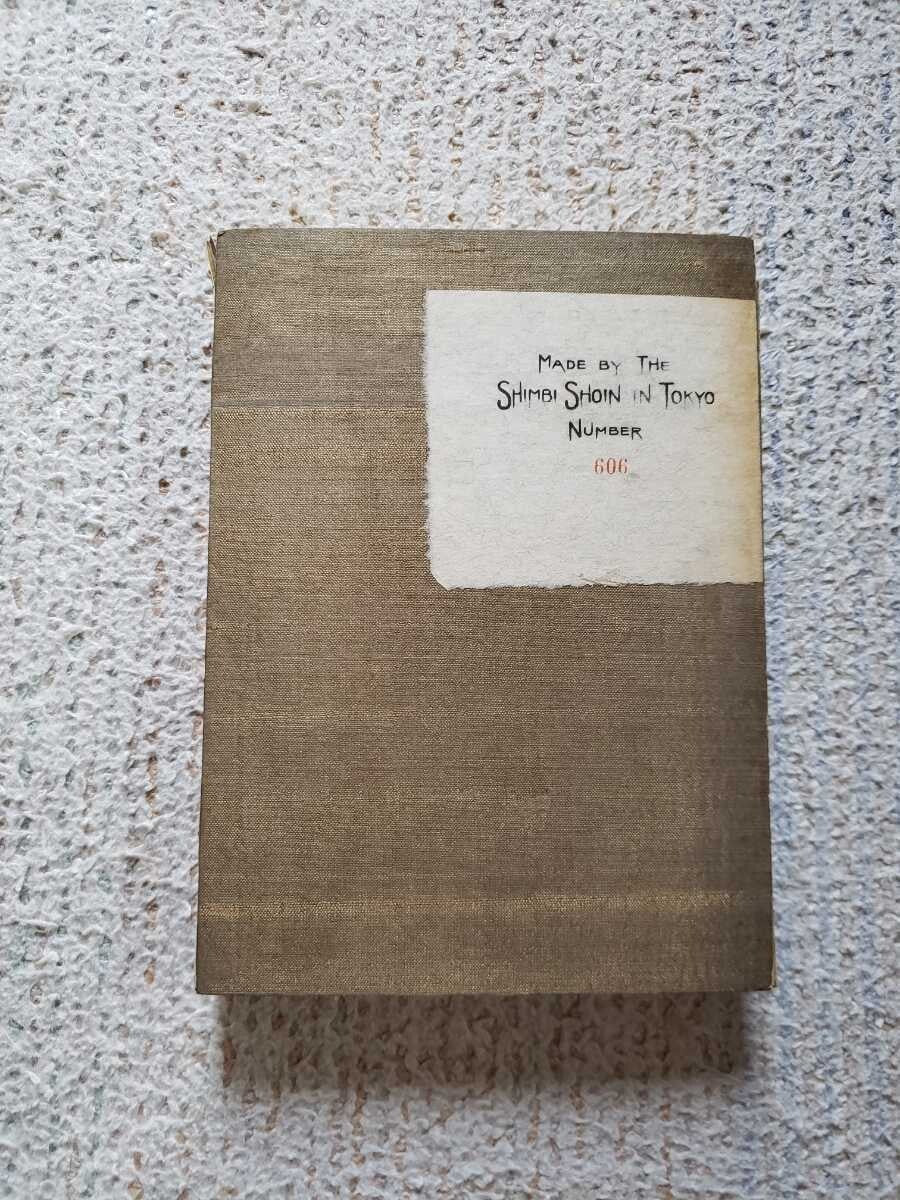 MADE BY THE
SHIMBI SHOIN IN TOKYO
NUMBER
606